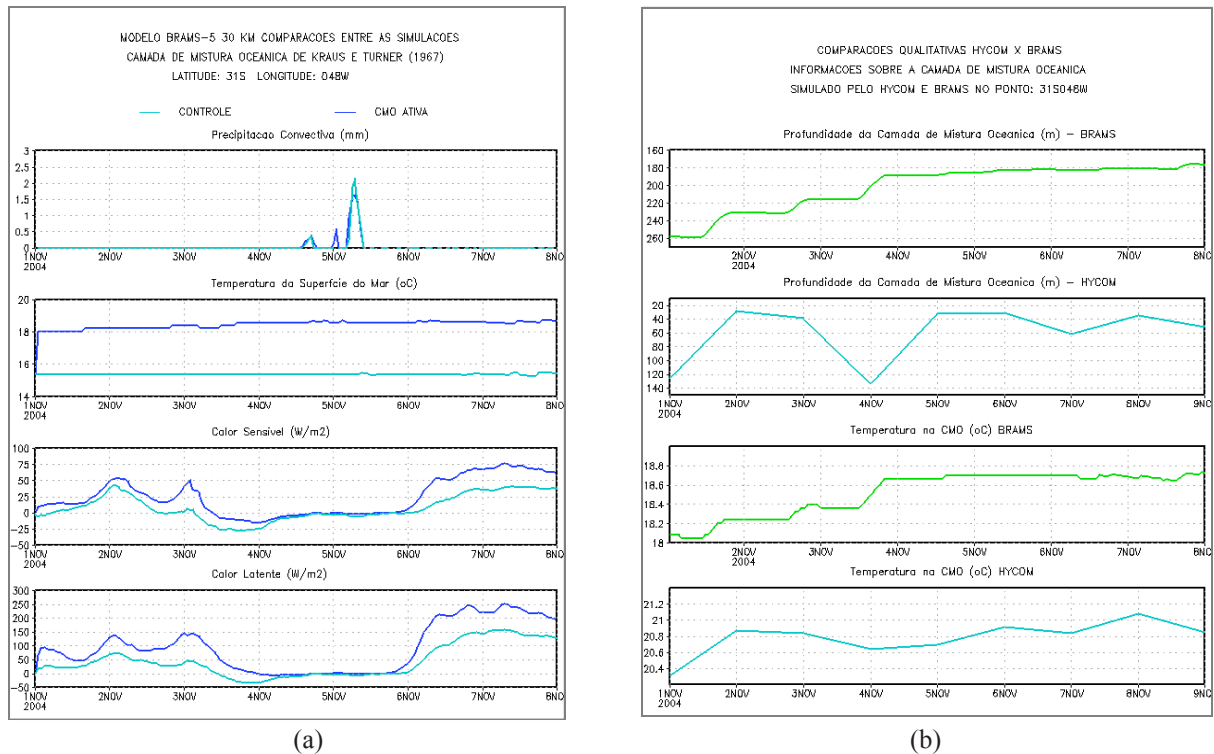 MODELO BRAMS-5 30 KM COMPARACOES ENTRE AS SIMULACOES
CAMADA DE MISTURA OCEANICA DE KRAUS E TURNER (1967)
LATITUDE: 31S LONGITUDE: 048W
CONTROLE CMO ATIVA
Precipitacao Convectiva (mm)
3
2.5
2
1.5
1
0.5
0
1NOV 2NOV 3NOV 4NOV 5NOV 6NOV 7NOV 8NO
2004
Temperatura da Superfcie do Mar (oC)
20
18
16
14
1NOV 2NOV 3NOV 4NOV 5NOV 6NOV 7NOV 8NO
2004
Calor Sensivel (W/m2)
100
75
50
25
0
-25
-50
1NOV 2NOV 3NOV 4NOV 5NOV 6NOV 7NOV 8NO
2004
Calor Latente (W/m2)
300
250
200
150
100
50
0
-50
1NOV 2NOV 3NOV 4NOV 5NOV 6NOV 7NOV 8NO
2004
(a)
COMPARACOES QUALITATIVAS HYCOM X BRAMS
INFORMACOES SOBRE A CAMADA DE MISTURA OCEANICA
SIMULADO PELO HYCOM E BRAMS NO PONTO: 31S048W
Profundidade da Camada de Mistura Oceanica (m) - BRAMS
160
180
200
220
240
260
2NOV 3NOV 4NOV 5NOV 6NOV 7NOV 8NO
2004
Profundidade da Camada de Mistura Oceanica (m) - HYCOM
20
40
60
80
100
120
140
1NOV 2NOV 3NOV 4NOV 5NOV 6NOV 7NOV 8NOV 9NO
2004
Temperatura na CMO (oC) BRAMS
18.8
18.6
18.4
18.2
18
2NOV 3NOV 4NOV 5NOV 6NOV 7NOV 8NO
2004
Temperatura na CMO (oC) HYCOM
21.2
21
20.8
20.6
20.4
1NOV 2NOV 3NOV 4NOV 5NOV 6NOV 7NOV 8NOV 9NO
2004
(b)